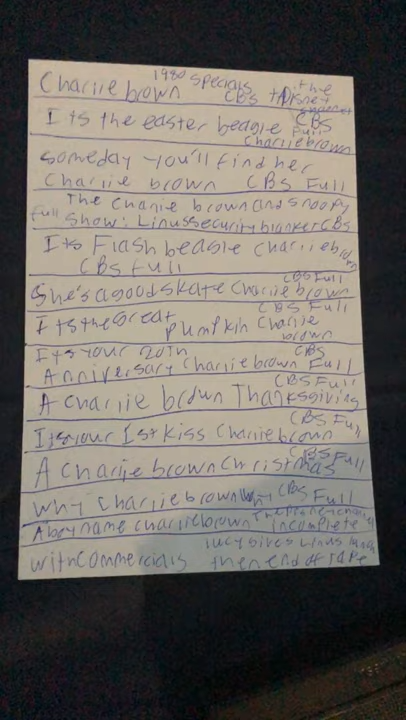 Charlie brown 1980 specials CBS the Disney channel
Its the easter beagle CBS Full
Charlie brown
someday you'll find her
Charlie brown CBS Full
The Charlie brown and snoopy
Full Show: Linus security blanket CBS
Its Flash beagle Charlie brown
CBS Full
CBS Full
She's a good skate Charlie brown
CBS Full
Its the Great
Pumpkin Charlie
brown
Its your 20th CBS
Anniversary Charlie brown Full
CBS Full
A Charlie brown Thanksgiving
CBS Full
Its your 1st kiss Charlie brown
CBS Full
A Charlie brown Christmas
Why Charlie brown Why CBS Full
A boy name Charlie brown incomplete
Lucy gives Linus
with Commercials then end of tape